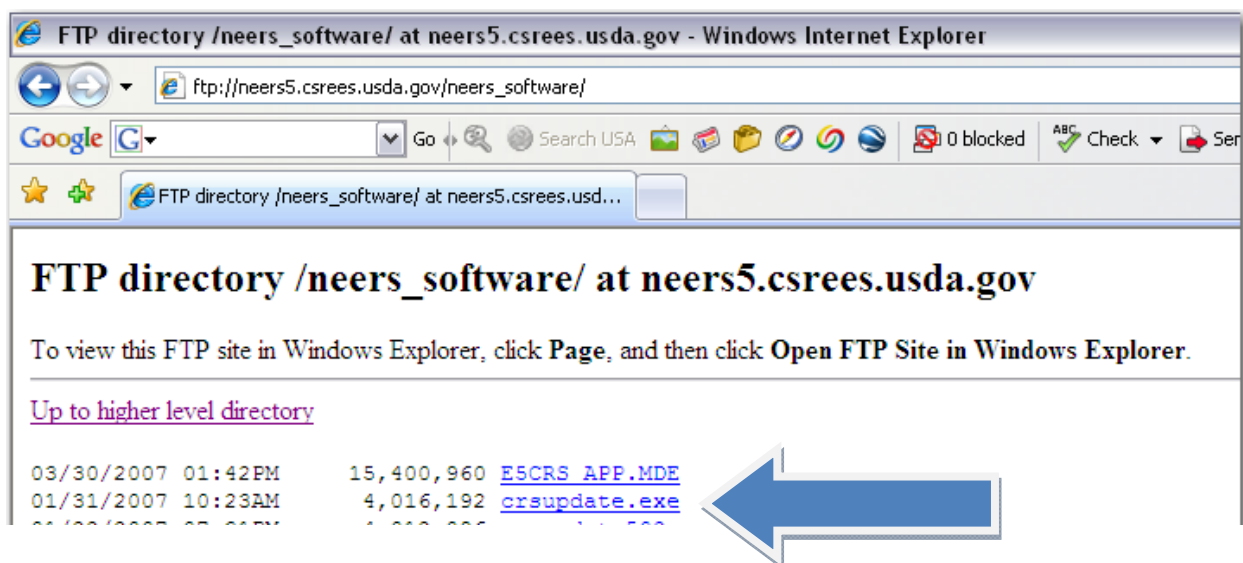 FTP directory /neers_software/ at neers5.csrees.usda.gov - Windows Internet Explorer
ftp://neers5.csrees.usda.gov/neers_software/
Google G Go Search USA 0 blocked ABC Check Ser
FTP directory /neers_software/ at neers5.csrees.usd...
FTP directory /neers_software/ at neers5.csrees.usda.gov
To view this FTP site in Windows Explorer, click Page, and then click Open FTP Site in Windows Explorer.
Up to higher level directory
03/30/2007 01:42PM 15,400,960 E5CRS_APP.MDE
01/31/2007 10:23AM 4,016,192 crsupdate.exe